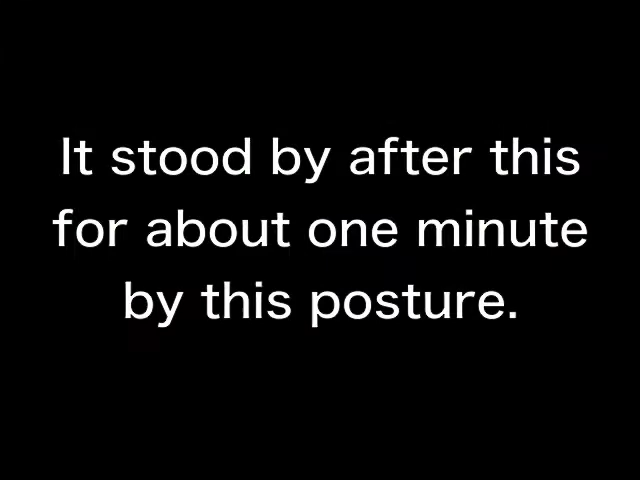 It stood by after this
for about one minute
by this posture.